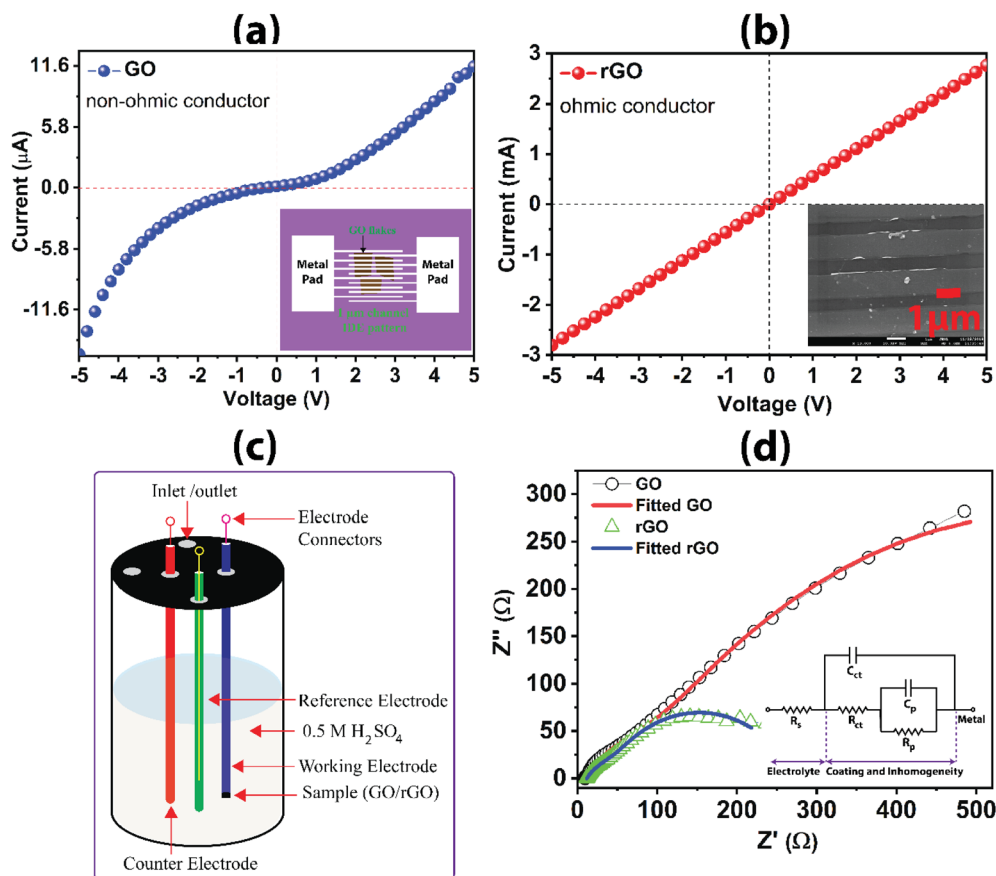 (a)
11.6
5.8
0.0
-5.8
-11.6
Current (μA)
GO
non-ohmic conductor
GO flakes
Metal
Pad
Metal
Pad
1 μm channel
-5 -4 -3 -2 -1 0 1 2 3 4 5
Voltage (V)
(b)
3
2
1
0
-1
-2
-3
Current (mA)
rGO
ohmic conductor
1μm
-5 -4 -3 -2 -1 0 1 2 3 4 5
Voltage (V)
(c)
Inlet /outlet
Electrode
Connectors
Reference Electrode
0.5 M H₂SO₄
Working Electrode
Sample (GO/rGO)
Counter Electrode
(d)
300
250
200
150
100
50
0
Z'' (Ω)
GO
Fitted GO
rGO
Fitted rGO
Cct
Cp
Rs
Rct
Rp
Metal
Electrolyte
Coating and Inhomogeneity
0 100 200 300 400 500
Z' (Ω)